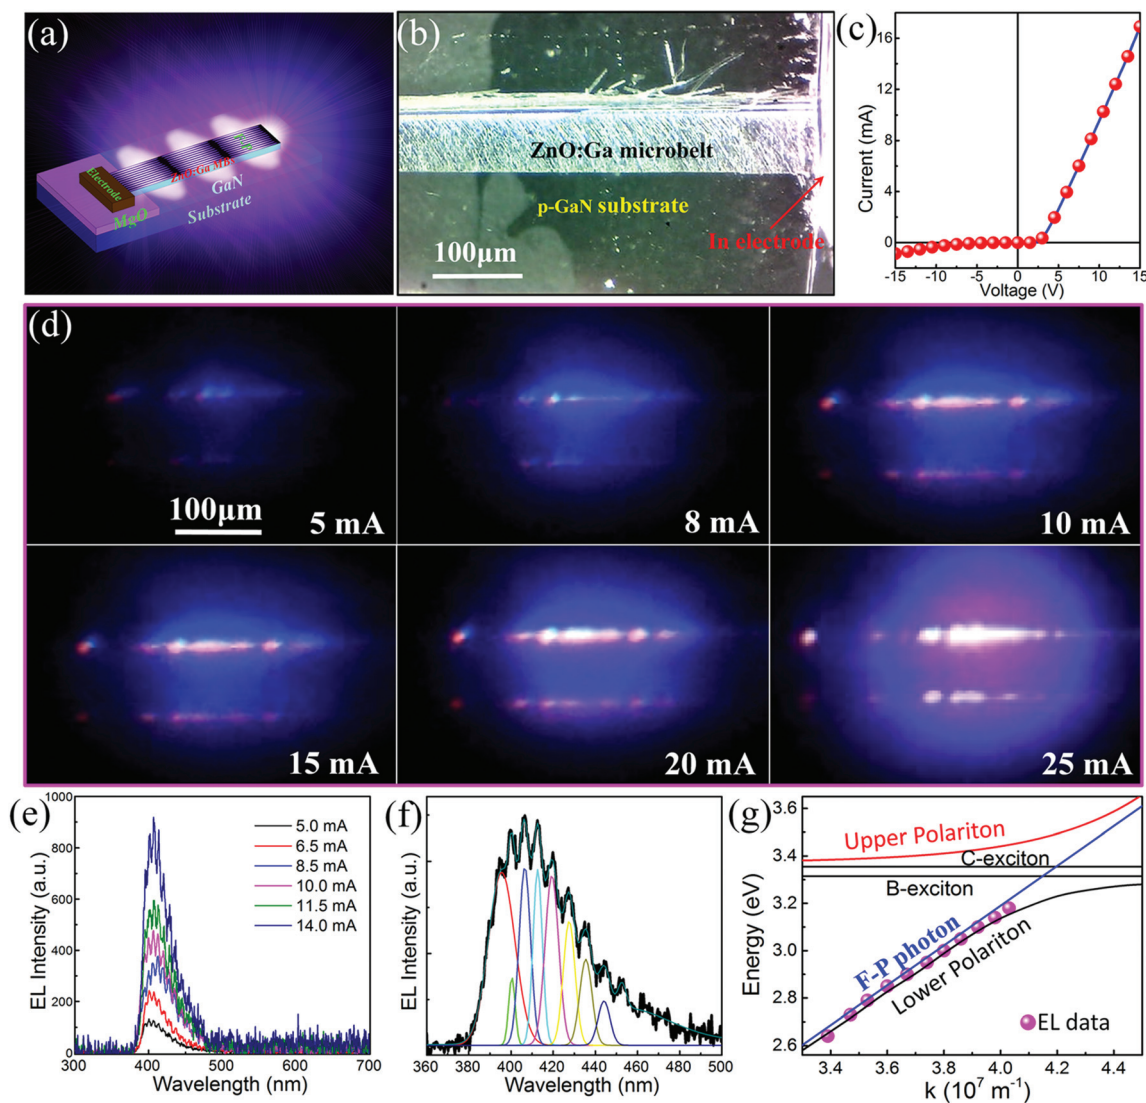 (a)
Electrode
MgO
ZnO:Ga MB
GaN
Substrate
(b)
ZnO:Ga microbelt
p-GaN substrate
In electrode
100μm
(c)
Current (mA)
16
12
8
4
0
-15 -10 -5 0 5 10 15
Voltage (V)
(d)
100μm
5 mA
8 mA
10 mA
15 mA
20 mA
25 mA
(e)
EL Intensity (a.u.)
1000
800
600
400
200
0
5.0 mA
6.5 mA
8.5 mA
10.0 mA
11.5 mA
14.0 mA
300 400 500 600 700
Wavelength (nm)
(f)
EL Intensity (a.u.)
360 380 400 420 440 460 480 500
Wavelength (nm)
(g)
Energy (eV)
3.6
3.4
3.2
3.0
2.8
2.6
Upper Polariton
C-exciton
B-exciton
F-P photon
Lower Polariton
EL data
3.4 3.6 3.8 4.0 4.2 4.4
k (10⁷ m⁻¹)